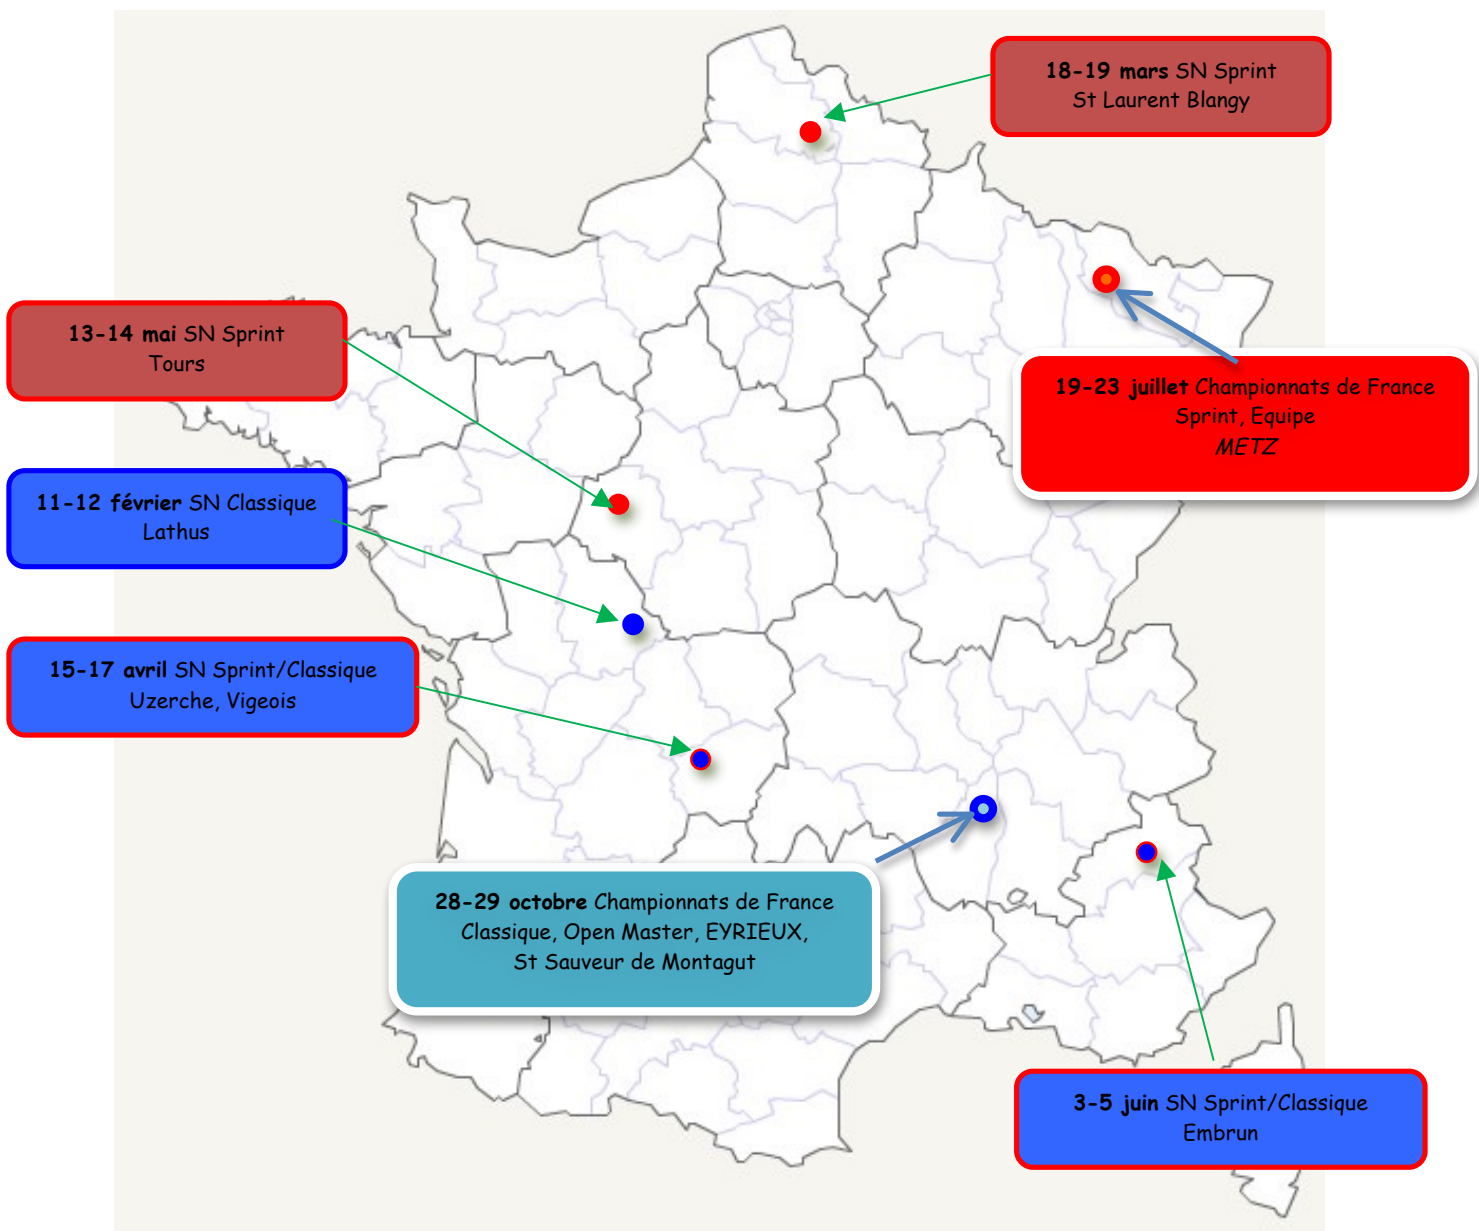 18-19 mars SN Sprint
St Laurent Blangy
13-14 mai SN Sprint
Tours
19-23 juillet Championnats de France
Sprint, Equipe
METZ
11-12 février SN Classique
Lathus
15-17 avril SN Sprint/Classique
Uzerche, Vigeois
28-29 octobre Championnats de France
Classique, Open Master, EYRIEUX,
St Sauveur de Montagut
3-5 juin SN Sprint/Classique
Embrun